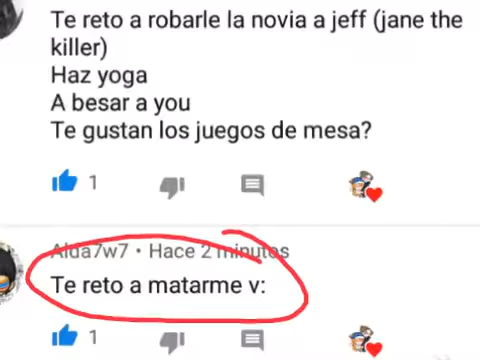 Te reto a robarle la novia a jeff (jane the
killer)
Haz yoga
A besar a you
Te gustan los juegos de mesa?
1
Alda7w7 • Hace 2 minutos
Te reto a matarme v:
1